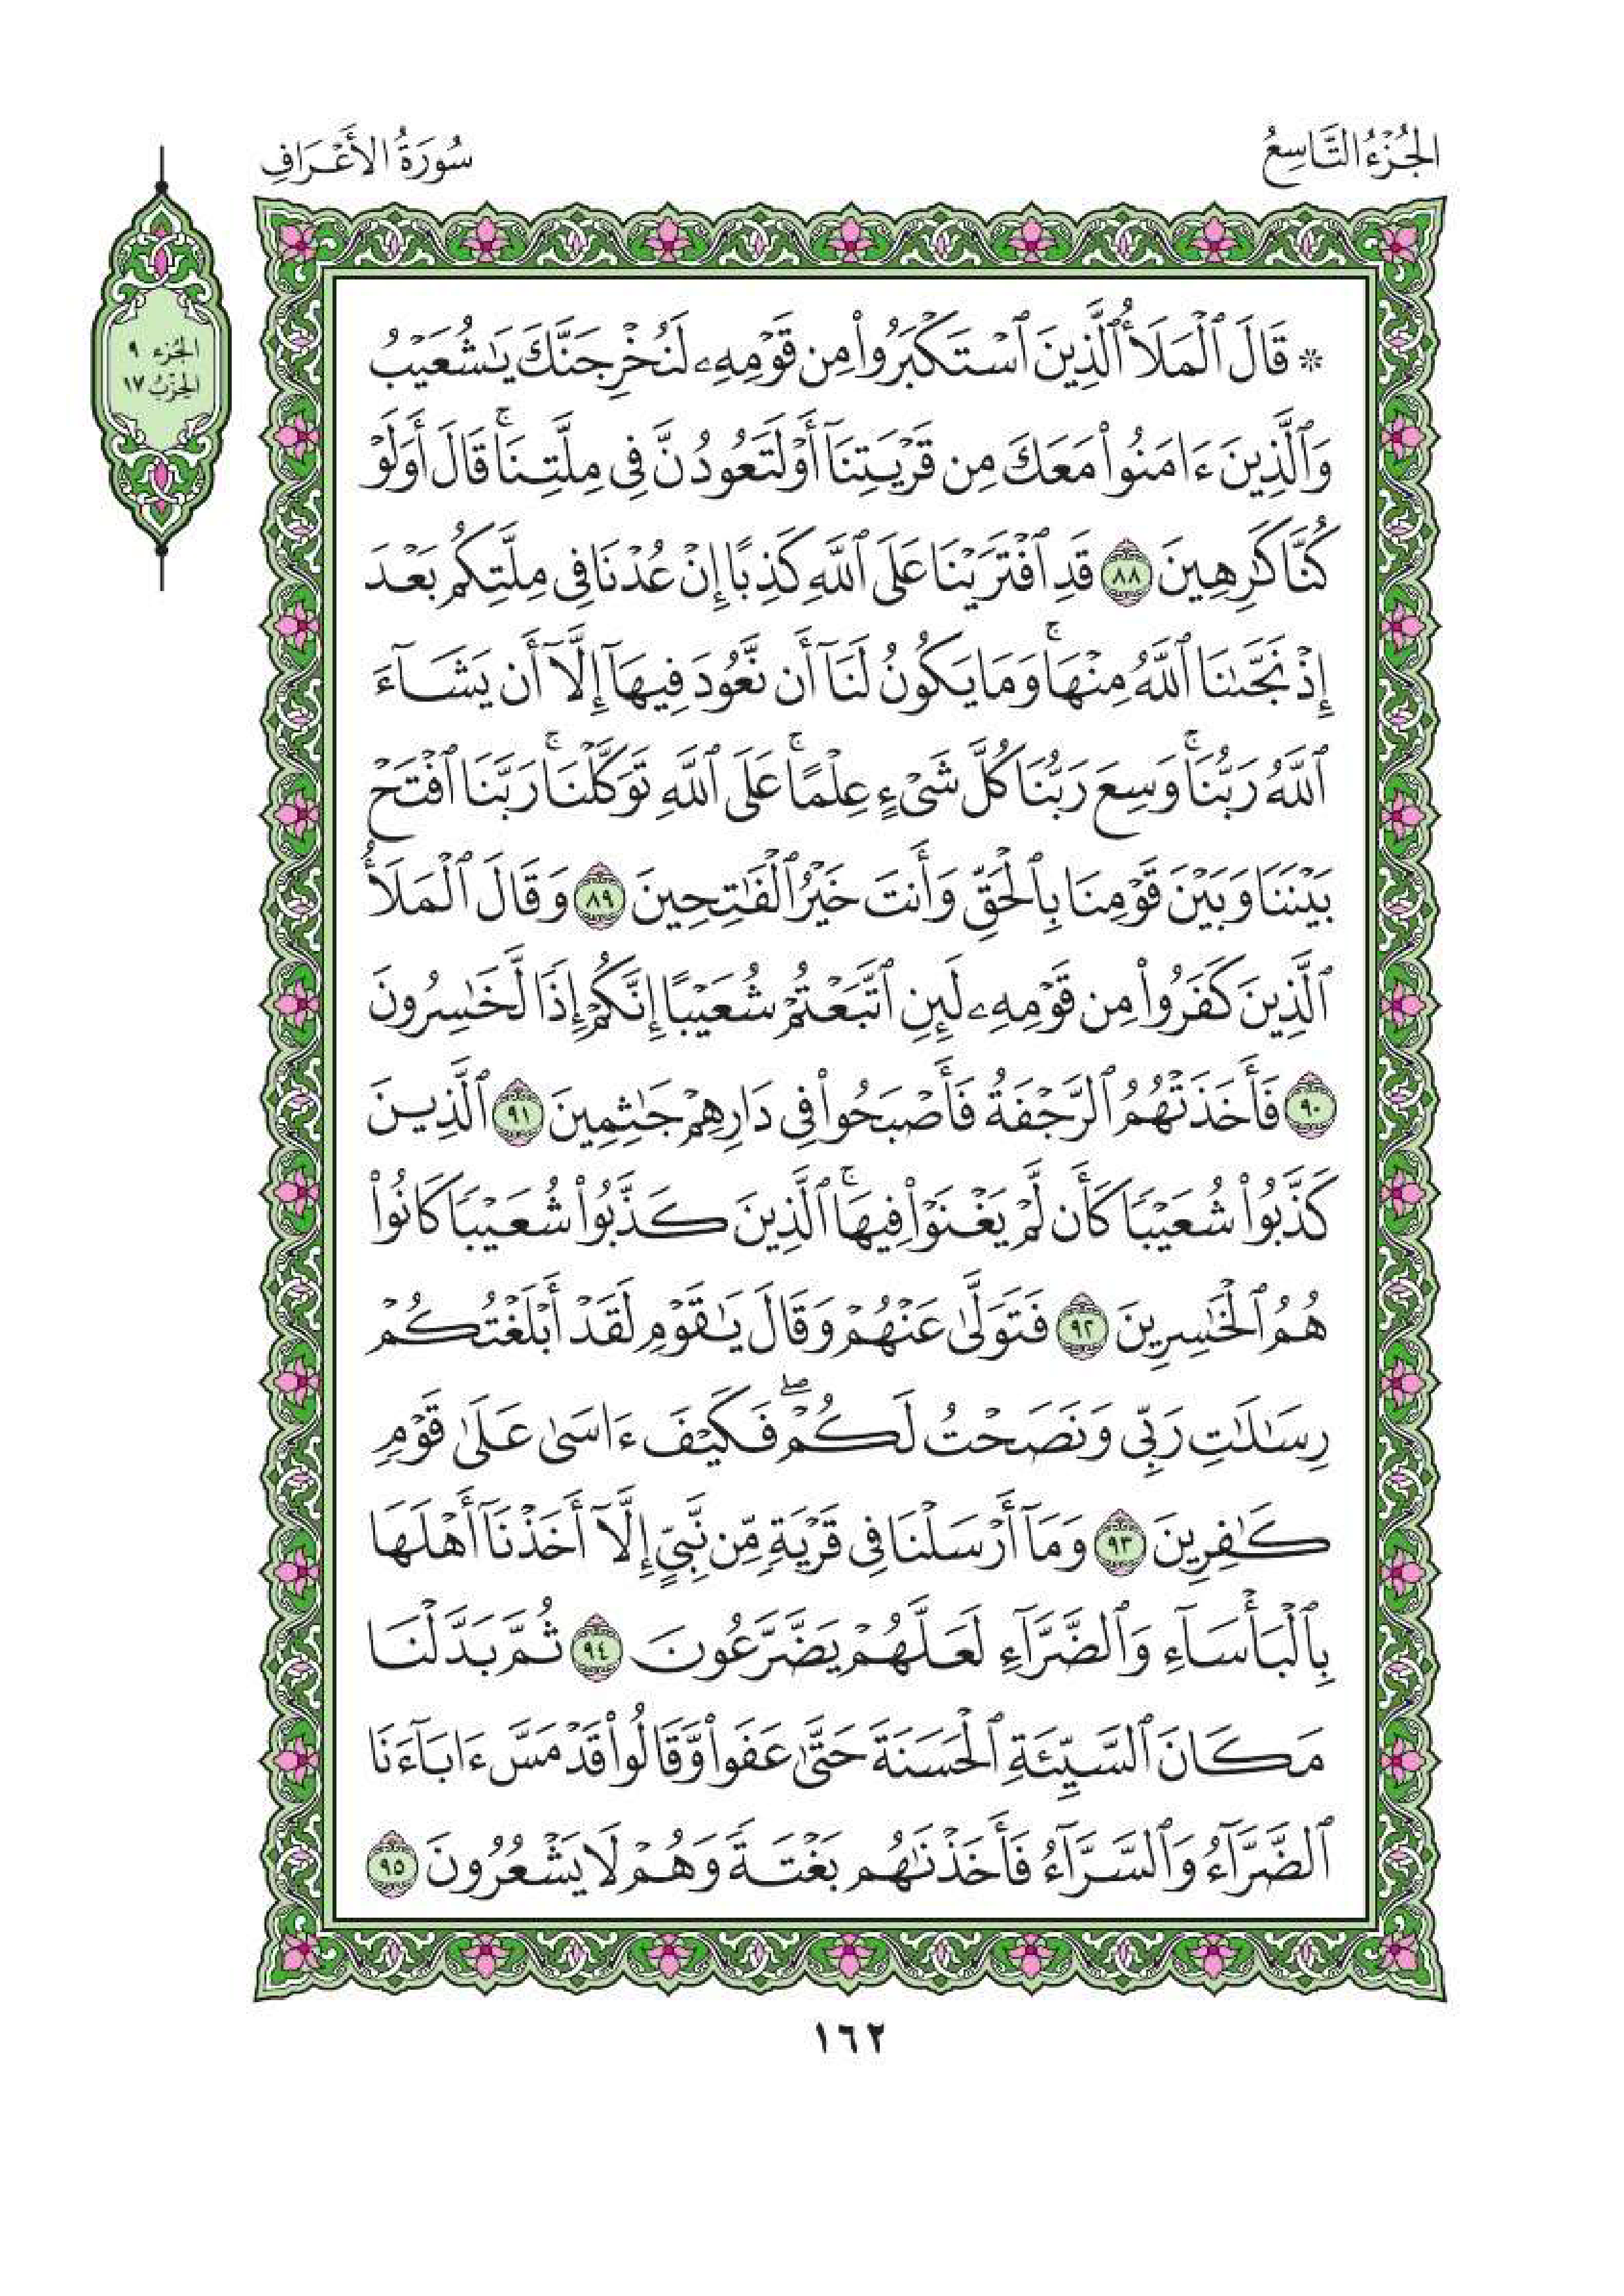 الجُزْءُ التَّاسِعُ
سُورَةُ الأَعْرَافِ
الجُزء ٩
الحِزْبُ ١٧
* قَالَ ٱلْمَلَأُ ٱلَّذِينَ ٱسْتَكْبَرُوا۟ مِن قَوْمِهِۦ لَنُخْرِجَنَّكَ يَـٰشُعَيْبُ
وَٱلَّذِينَ ءَامَنُوا۟ مَعَكَ مِن قَرْيَتِنَآ أَوْ لَتَعُودُنَّ فِى مِلَّتِنَا ۚ قَالَ أَوَلَوْ
كُنَّا كَـٰرِهِينَ ٨٨ قَدِ ٱفْتَرَيْنَا عَلَى ٱللَّهِ كَذِبًا إِنْ عُدْنَا فِى مِلَّتِكُم بَعْدَ
إِذْ نَجَّىٰنَا ٱللَّهُ مِنْهَا ۚ وَمَا يَكُونُ لَنَآ أَن نَّعُودَ فِيهَآ إِلَّآ أَن يَشَآءَ
ٱللَّهُ رَبُّنَا ۚ وَسِعَ رَبُّنَا كُلَّ شَىْءٍ عِلْمًا ۚ عَلَى ٱللَّهِ تَوَكَّلْنَا ۚ رَبَّنَا ٱفْتَحْ
بَيْنَنَا وَبَيْنَ قَوْمِنَا بِٱلْحَقِّ وَأَنتَ خَيْرُ ٱلْفَـٰتِحِينَ ٨٩ وَقَالَ ٱلْمَلَأُ
ٱلَّذِينَ كَفَرُوا۟ مِن قَوْمِهِۦ لَئِنِ ٱتَّبَعْتُمْ شُعَيْبًا إِنَّكُمْ إِذًا لَّخَـٰسِرُونَ
٩٠ فَأَخَذَتْهُمُ ٱلرَّجْفَةُ فَأَصْبَحُوا۟ فِى دَارِهِمْ جَـٰثِمِينَ ٩١ ٱلَّذِينَ
كَذَّبُوا۟ شُعَيْبًا كَأَن لَّمْ يَغْنَوْا۟ فِيهَا ۚ ٱلَّذِينَ كَذَّبُوا۟ شُعَيْبًا كَانُوا۟
هُمُ ٱلْخَـٰسِرِينَ ٩٢ فَتَوَلَّىٰ عَنْهُمْ وَقَالَ يَـٰقَوْمِ لَقَدْ أَبْلَغْتُكُمْ
رِسَـٰلَـٰتِ رَبِّى وَنَصَحْتُ لَكُمْ ۖ فَكَيْفَ ءَاسَىٰ عَلَىٰ قَوْمٍ
كَـٰفِرِينَ ٩٣ وَمَآ أَرْسَلْنَا فِى قَرْيَةٍ مِّن نَّبِىٍّ إِلَّآ أَخَذْنَآ أَهْلَهَا
بِٱلْبَأْسَآءِ وَٱلضَّرَّآءِ لَعَلَّهُمْ يَضَّرَّعُونَ ٩٤ ثُمَّ بَدَّلْنَا
مَكَانَ ٱلسَّيِّئَةِ ٱلْحَسَنَةَ حَتَّىٰ عَفَوا۟ وَّقَالُوا۟ قَدْ مَسَّ ءَابَآءَنَا
ٱلضَّرَّآءُ وَٱلسَّرَّآءُ فَأَخَذْنَـٰهُم بَغْتَةً وَهُمْ لَا يَشْعُرُونَ ٩٥
١٦٢